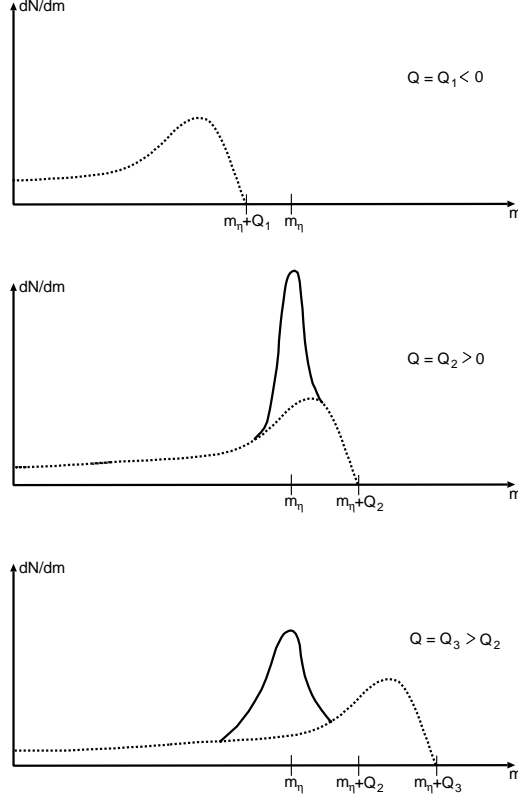 dN/dm
Q = Q₁ < 0
m
mη+Q₁ mη
dN/dm
Q = Q₂ > 0
m
mη mη+Q₂
dN/dm
Q = Q₃ > Q₂
m
mη mη+Q₂ mη+Q₃